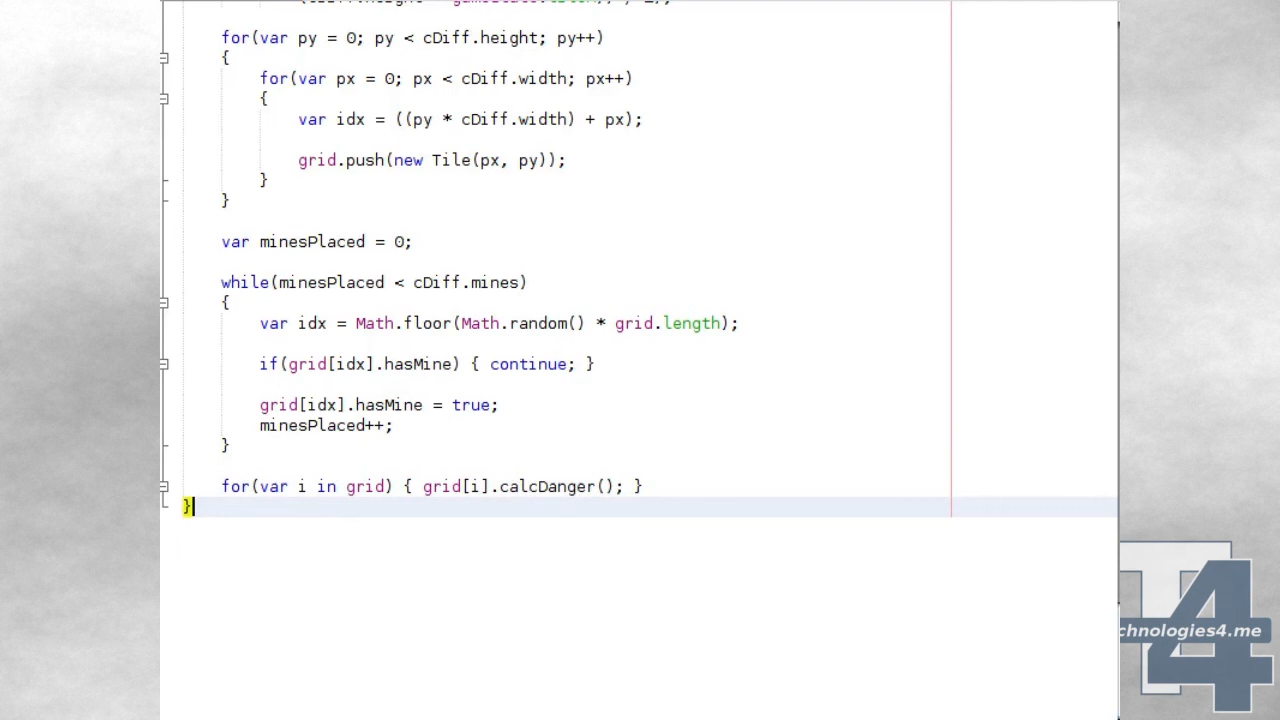 for(var py = 0; py < cDiff.height; py++)
{
for(var px = 0; px < cDiff.width; px++)
{
var idx = ((py * cDiff.width) + px);
grid.push(new Tile(px, py));
}
}
var minesPlaced = 0;
while(minesPlaced < cDiff.mines)
{
var idx = Math.floor(Math.random() * grid.length);
if(grid[idx].hasMine) { continue; }
grid[idx].hasMine = true;
minesPlaced++;
}
for(var i in grid) { grid[i].calcDanger(); }
}
T4
chnologies4.me